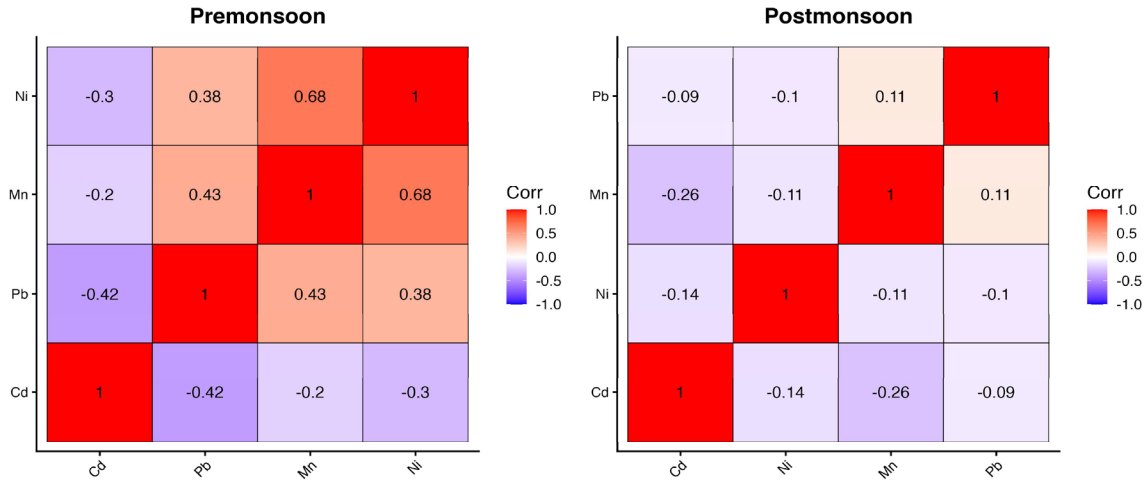 Premonsoon
Ni -0.3 0.38 0.68 1
Mn -0.2 0.43 1 0.68
Pb -0.42 1 0.43 0.38
Cd 1 -0.42 -0.2 -0.3
Cd Pb Mn Ni
Corr
1.0
0.5
0.0
-0.5
-1.0
Postmonsoon
Pb -0.09 -0.1 0.11 1
Mn -0.26 -0.11 1 0.11
Ni -0.14 1 -0.11 -0.1
Cd 1 -0.14 -0.26 -0.09
Cd Ni Mn Pb
Corr
1.0
0.5
0.0
-0.5
-1.0